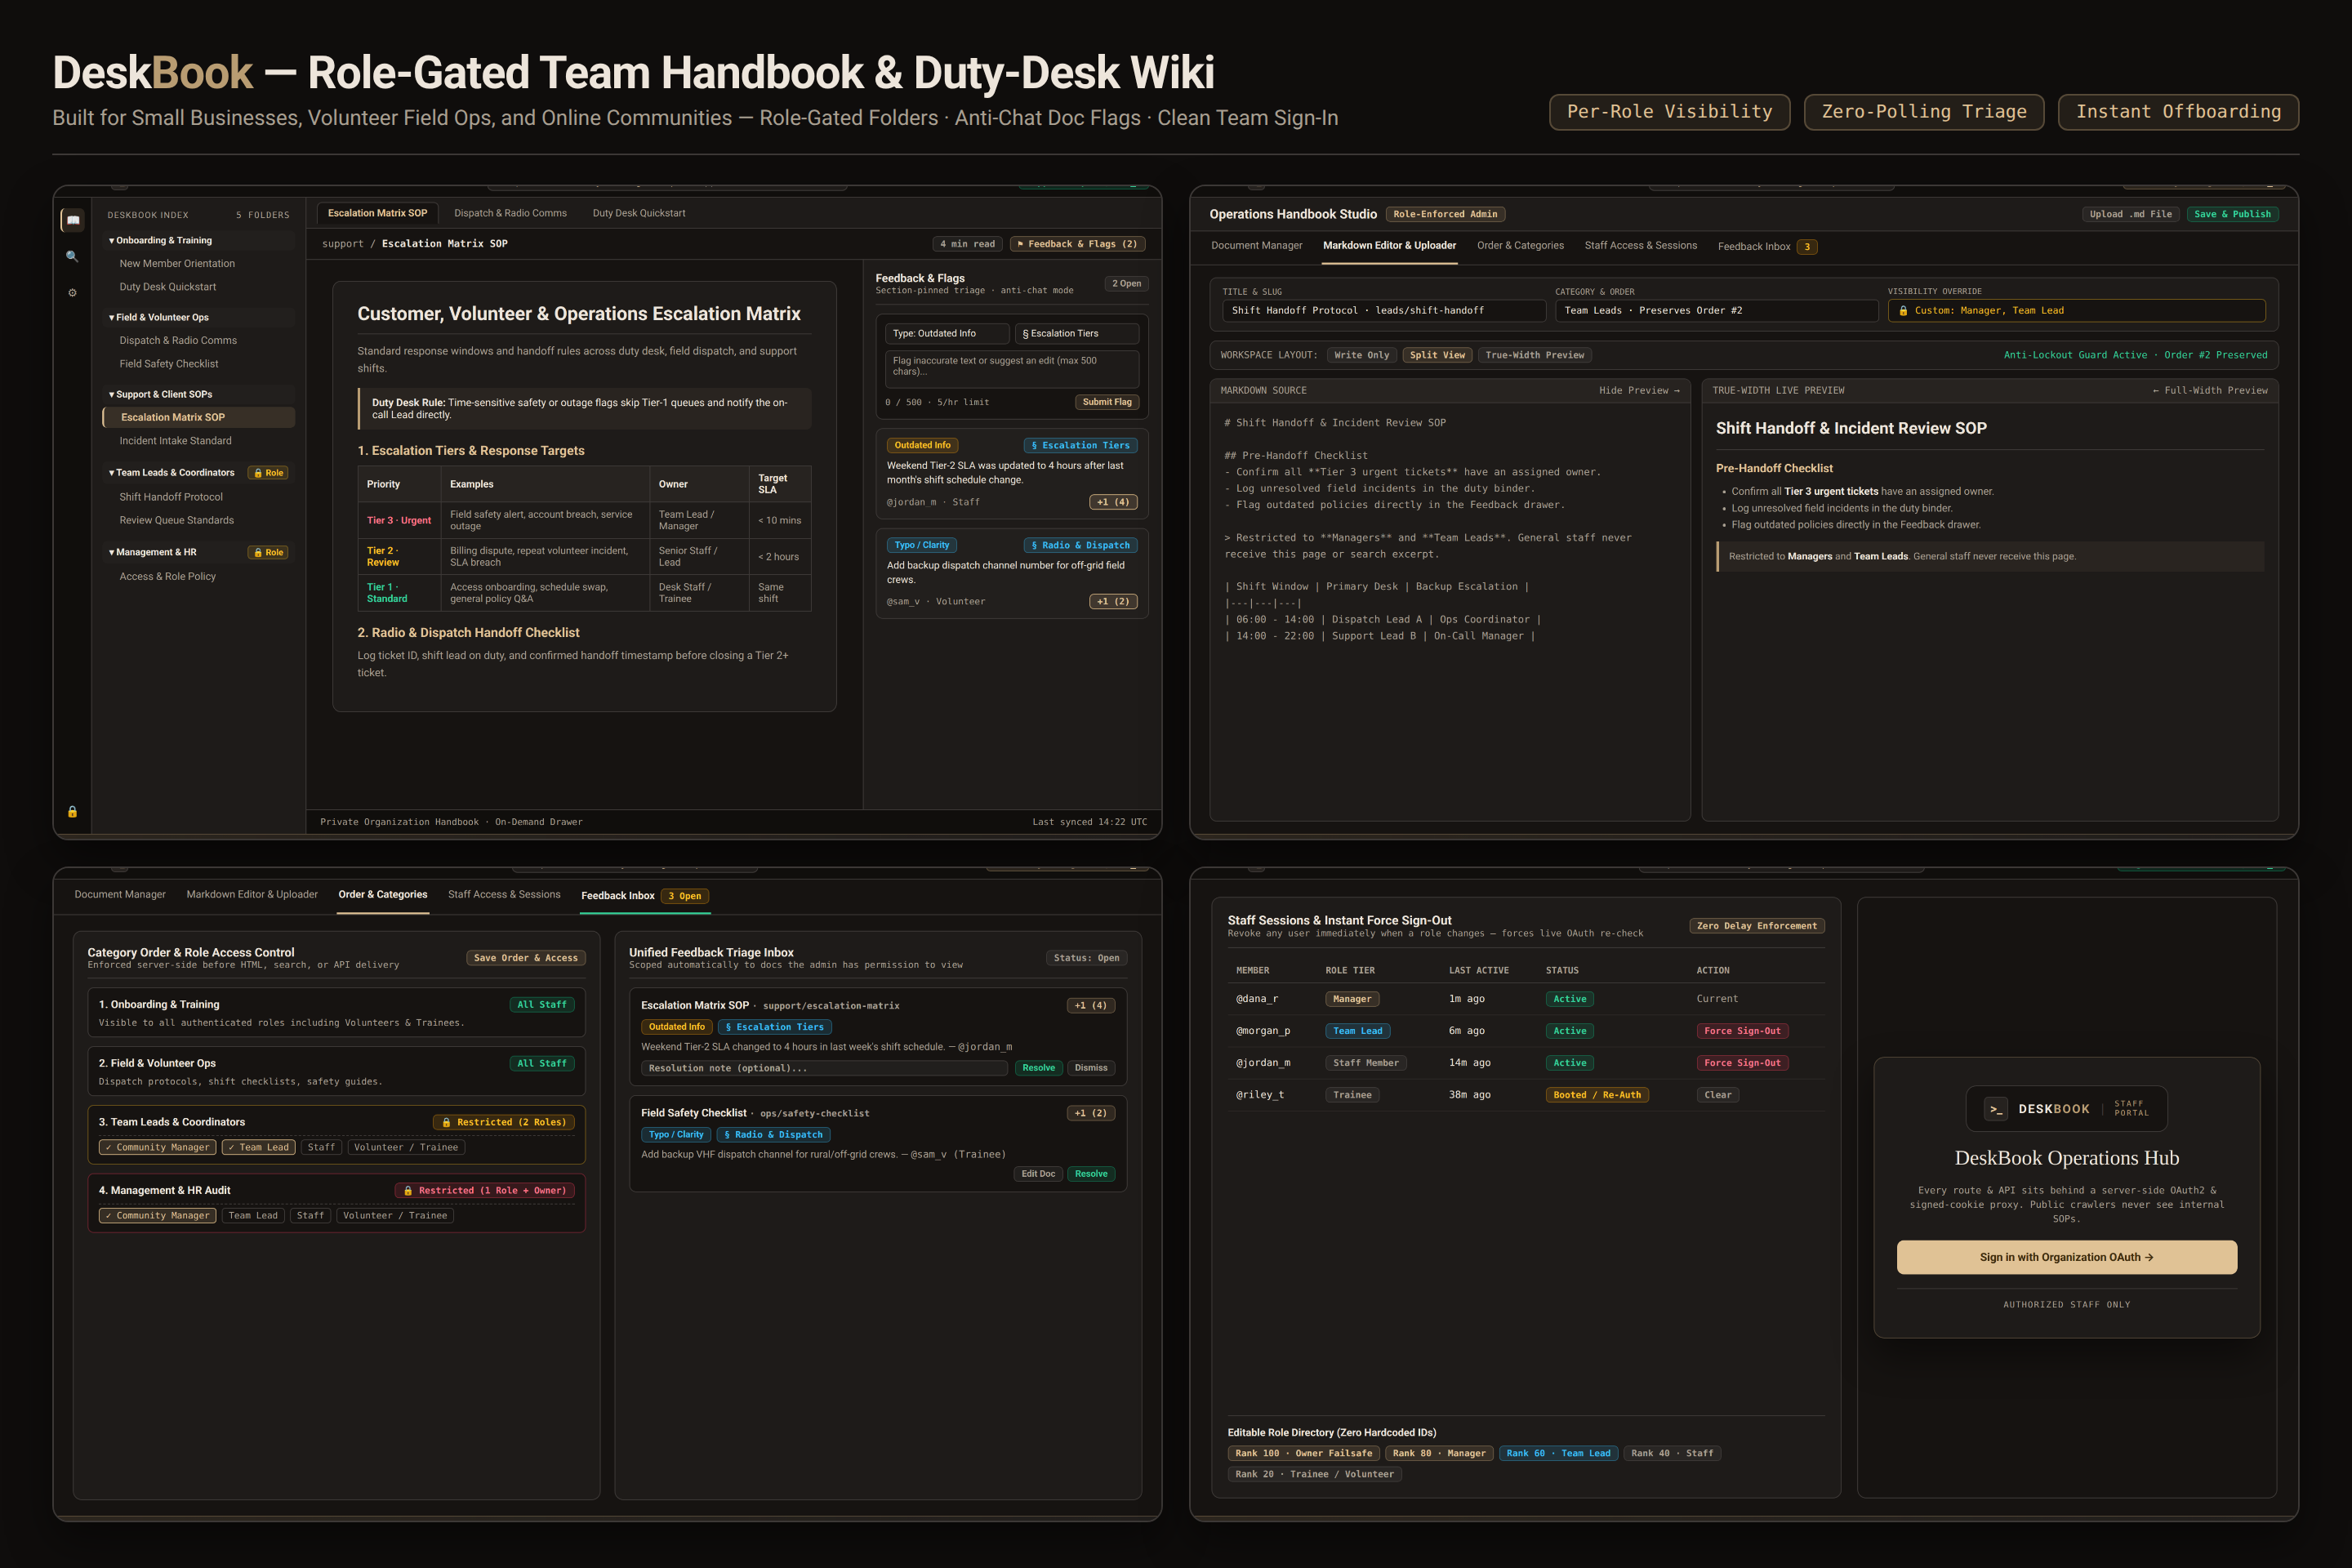 DeskBook — Role-Gated Team Handbook & Duty-Desk Wiki
Built for Small Businesses, Volunteer Field Ops, and Online Communities — Role-Gated Folders · Anti-Chat Doc Flags · Clean Team Sign-In
Per-Role Visibility
Zero-Polling Triage
Instant Offboarding
DESKBOOK INDEX 5 FOLDERS
▾ Onboarding & Training
New Member Orientation
Duty Desk Quickstart
▾ Field & Volunteer Ops
Dispatch & Radio Comms
Field Safety Checklist
▾ Support & Client SOPs
Escalation Matrix SOP
Incident Intake Standard
▾ Team Leads & Coordinators 🔒 Role
Shift Handoff Protocol
Review Queue Standards
▾ Management & HR 🔒 Role
Access & Role Policy
Escalation Matrix SOP Dispatch & Radio Comms Duty Desk Quickstart
support / Escalation Matrix SOP 4 min read ⚑ Feedback & Flags (2)
Customer, Volunteer & Operations Escalation Matrix
Standard response windows and handoff rules across duty desk, field dispatch, and support
shifts.
Duty Desk Rule: Time-sensitive safety or outage flags skip Tier-1 queues and notify the on-
call Lead directly.
1. Escalation Tiers & Response Targets
Priority Examples Owner Target
SLA
Tier 3 · Urgent Field safety alert, account breach, service
outage Team Lead /
Manager < 10 mins
Tier 2 ·
Review Billing dispute, repeat volunteer incident,
SLA breach Senior Staff /
Lead < 2 hours
Tier 1 ·
Standard Access onboarding, schedule swap,
general policy Q&A Desk Staff /
Trainee Same
shift
2. Radio & Dispatch Handoff Checklist
Log ticket ID, shift lead on duty, and confirmed handoff timestamp before closing a Tier 2+
ticket.
Feedback & Flags 2 Open
Section-pinned triage · anti-chat mode
Type: Outdated Info § Escalation Tiers
Flag inaccurate text or suggest an edit (max 500
chars)...
0 / 500 · 5/hr limit Submit Flag
Outdated Info § Escalation Tiers
Weekend Tier-2 SLA was updated to 4 hours after last
month's shift schedule change.
@jordan_m · Staff +1 (4)
Typo / Clarity § Radio & Dispatch
Add backup dispatch channel number for off-grid field
crews.
@sam_v · Volunteer +1 (2)
Private Organization Handbook · On-Demand Drawer Last synced 14:22 UTC
Operations Handbook Studio Role-Enforced Admin Upload .md File Save & Publish
Document Manager Markdown Editor & Uploader Order & Categories Staff Access & Sessions Feedback Inbox 3
TITLE & SLUG CATEGORY & ORDER VISIBILITY OVERRIDE
Shift Handoff Protocol · leads/shift-handoff Team Leads · Preserves Order #2 🔒 Custom: Manager, Team Lead
WORKSPACE LAYOUT: Write Only Split View True-Width Preview Anti-Lockout Guard Active · Order #2 Preserved
MARKDOWN SOURCE Hide Preview →
# Shift Handoff & Incident Review SOP
## Pre-Handoff Checklist
- Confirm all **Tier 3 urgent tickets** have an assigned owner.
- Log unresolved field incidents in the duty binder.
- Flag outdated policies directly in the Feedback drawer.
> Restricted to **Managers** and **Team Leads**. General staff never
receive this page or search excerpt.
| Shift Window | Primary Desk | Backup Escalation |
|---|---|---|
| 06:00 - 14:00 | Dispatch Lead A | Ops Coordinator |
| 14:00 - 22:00 | Support Lead B | On-Call Manager |
TRUE-WIDTH LIVE PREVIEW ← Full-Width Preview
Shift Handoff & Incident Review SOP
Pre-Handoff Checklist
• Confirm all Tier 3 urgent tickets have an assigned owner.
• Log unresolved field incidents in the duty binder.
• Flag outdated policies directly in the Feedback drawer.
Restricted to Managers and Team Leads. General staff never receive this page.
Document Manager Markdown Editor & Uploader Order & Categories Staff Access & Sessions Feedback Inbox 3 Open
Category Order & Role Access Control Save Order & Access
Enforced server-side before HTML, search, or API delivery
1. Onboarding & Training All Staff
Visible to all authenticated roles including Volunteers & Trainees.
2. Field & Volunteer Ops All Staff
Dispatch protocols, shift checklists, safety guides.
3. Team Leads & Coordinators 🔒 Restricted (2 Roles)
✓ Community Manager ✓ Team Lead Staff Volunteer / Trainee
4. Management & HR Audit 🔒 Restricted (1 Role + Owner)
✓ Community Manager Team Lead Staff Volunteer / Trainee
Unified Feedback Triage Inbox Status: Open
Scoped automatically to docs the admin has permission to view
Escalation Matrix SOP · support/escalation-matrix +1 (4)
Outdated Info § Escalation Tiers
Weekend Tier-2 SLA changed to 4 hours in last week's shift schedule. — @jordan_m
Resolution note (optional)... Resolve Dismiss
Field Safety Checklist · ops/safety-checklist +1 (2)
Typo / Clarity § Radio & Dispatch
Add backup VHF dispatch channel for rural/off-grid crews. — @sam_v (Trainee)
Edit Doc Resolve
Staff Sessions & Instant Force Sign-Out Zero Delay Enforcement
Revoke any user immediately when a role changes — forces live OAuth re-check
MEMBER ROLE TIER LAST ACTIVE STATUS ACTION
@dana_r Manager 1m ago Active Current
@morgan_p Team Lead 6m ago Active Force Sign-Out
@jordan_m Staff Member 14m ago Active Force Sign-Out
@riley_t Trainee 38m ago Booted / Re-Auth Clear
Editable Role Directory (Zero Hardcoded IDs)
Rank 100 · Owner Failsafe Rank 80 · Manager Rank 60 · Team Lead Rank 40 · Staff
Rank 20 · Trainee / Volunteer
>_ DESKBOOK | STAFF
PORTAL
DeskBook Operations Hub
Every route & API sits behind a server-side OAuth2 &
signed-cookie proxy. Public crawlers never see internal
SOPs.
Sign in with Organization OAuth →
AUTHORIZED STAFF ONLY